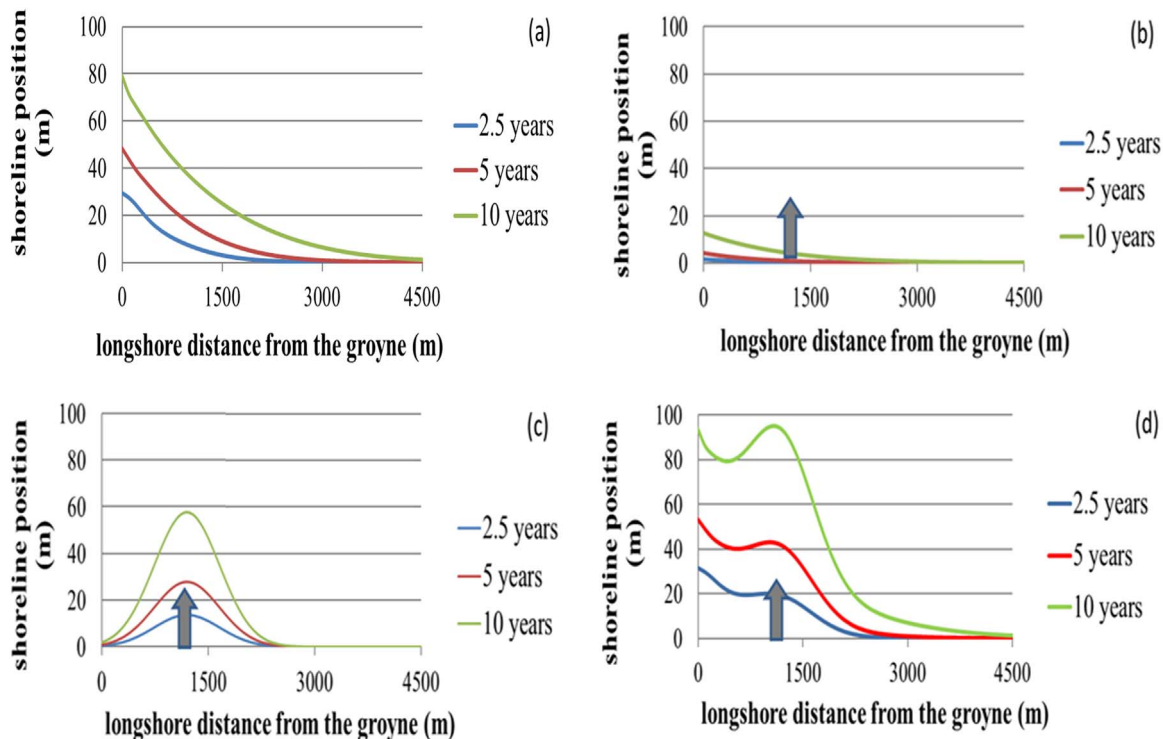 (a)
100
80
60
40
20
0
0 1500 3000 4500
shoreline position
(m)
longshore distance from the groyne (m)
2.5 years
5 years
10 years
(b)
100
80
60
40
20
0
0 1500 3000 4500
shoreline position
(m)
longshore distance from the groyne (m)
2.5 years
5 years
10 years
(c)
100
80
60
40
20
0
0 1500 3000 4500
shoreline position
(m)
longshore distance from the groyne (m)
2.5 years
5 years
10 years
(d)
100
80
60
40
20
0
0 1500 3000 4500
shoreline position
(m)
longshore distance from the groyne (m)
2.5 years
5 years
10 years